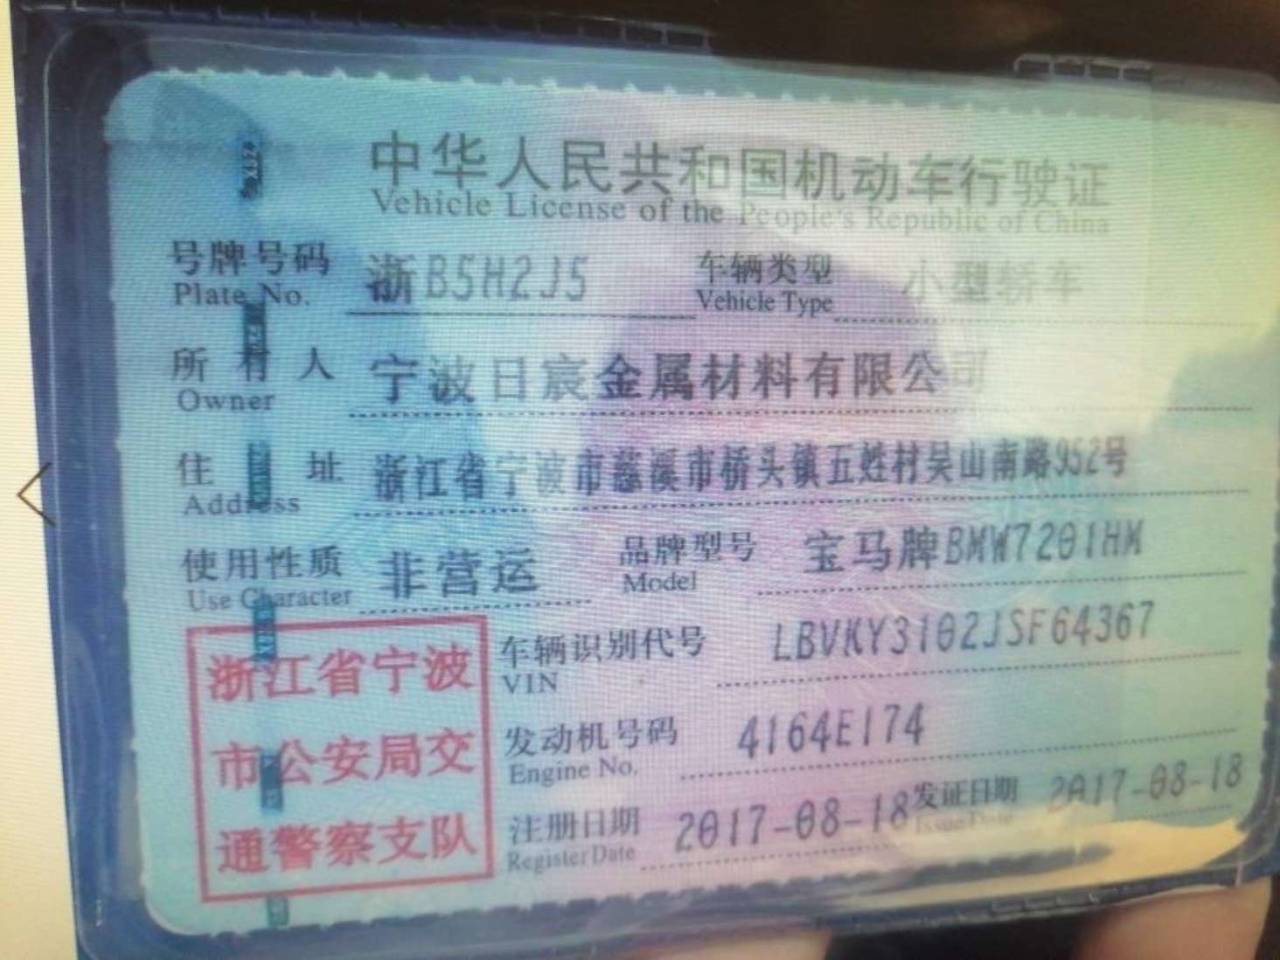 中华人民共和国机动车行驶证
Vehicle License of the People's Republic of China
号牌号码 浙B5H2J5 车辆类型 小型轿车
Plate No. Vehicle Type
所有人 宁波日宸金属材料有限公司
Owner
住址 浙江省宁波市慈溪市桥头镇五姓村吴山南路952号
Address
使用性质 非营运 品牌型号 宝马牌BMW7201HM
Use Character Model
浙江省宁波
市公安局交
通警察支队
车辆识别代号 LBVKY3102JSF64367
VIN
发动机号码 4164E174
Engine No.
注册日期 2017-08-18 发证日期 2017-08-18
Register Date Issue Date